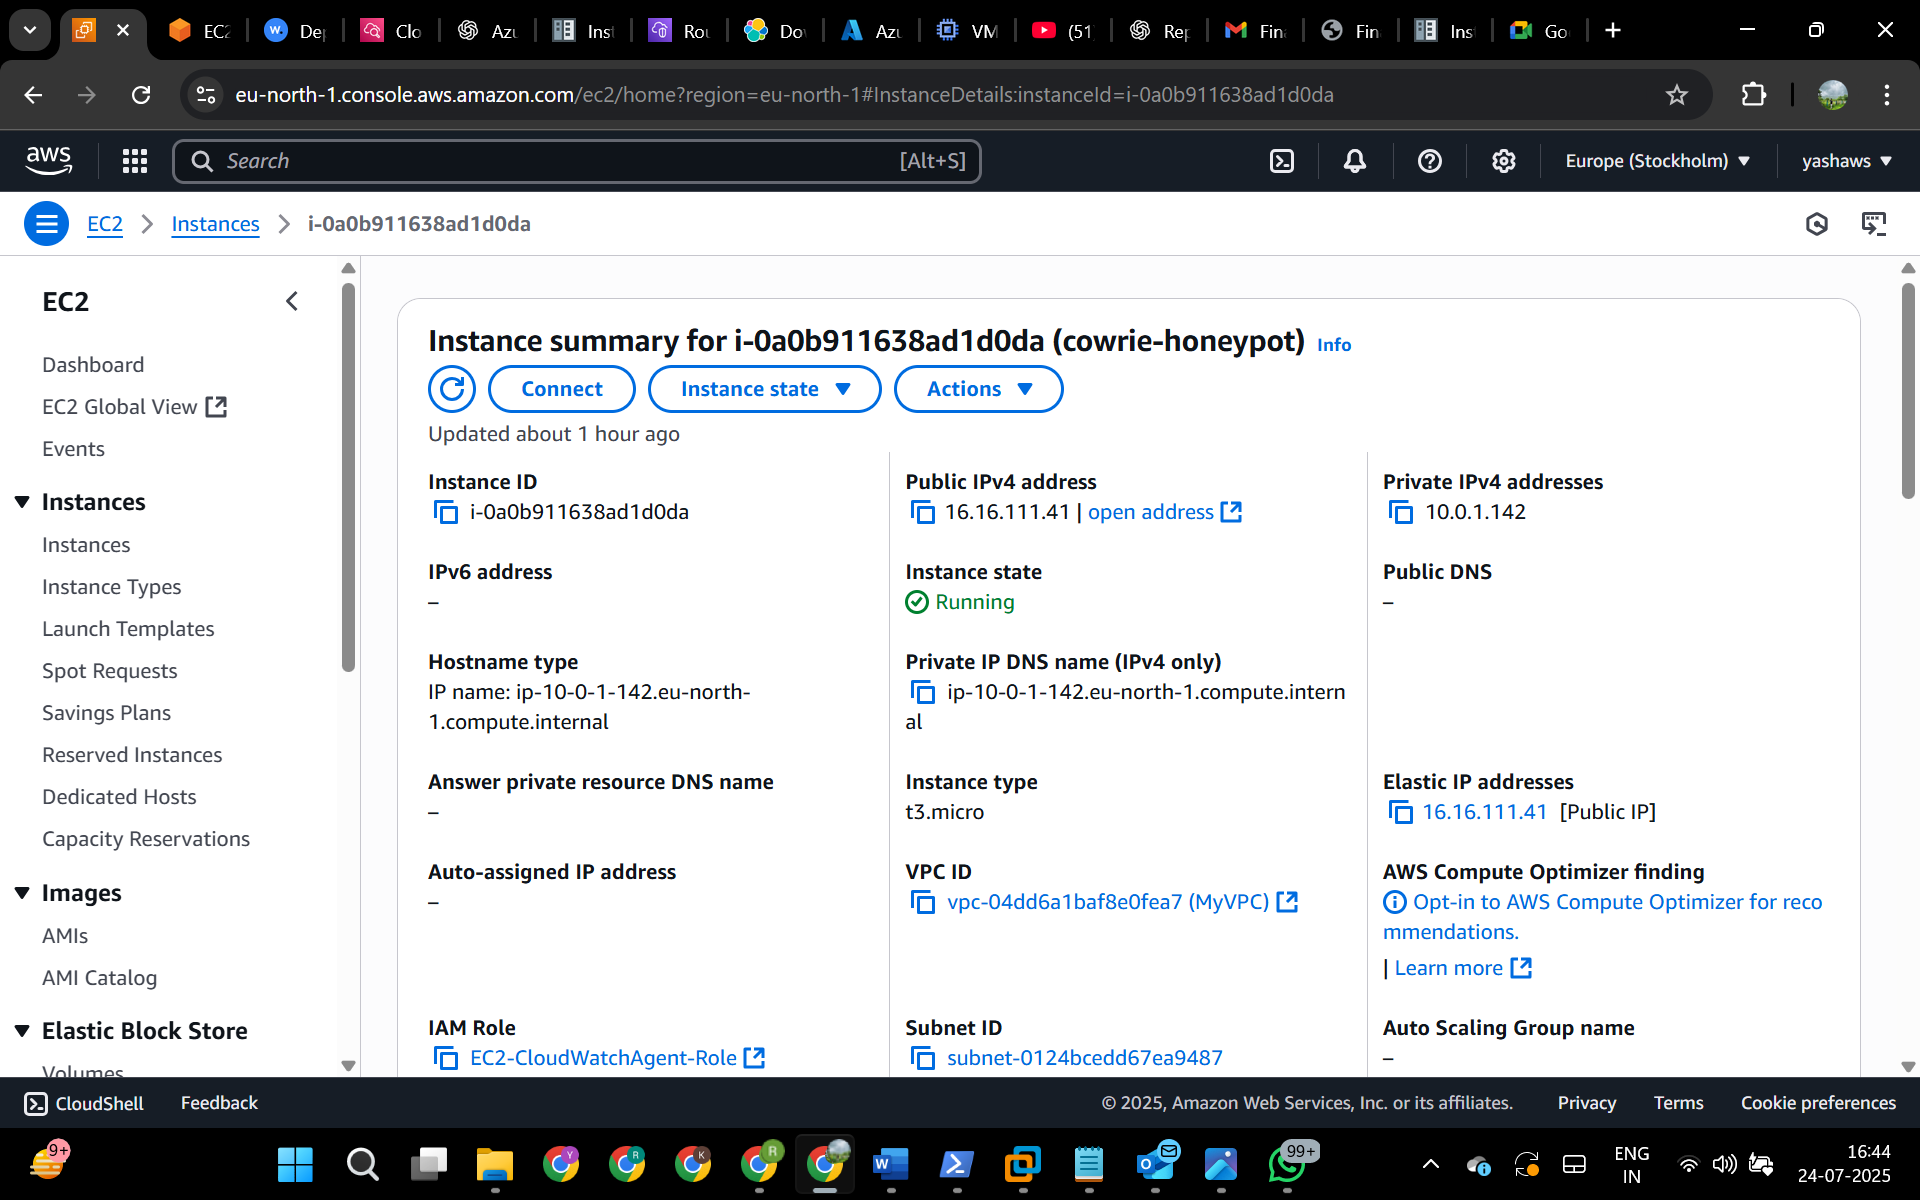 EC2
De
Clo
Azu
Inst
Rou
Do
Azu
VM
(51
Rep
Fin
Fin
Inst
Go
eu-north-1.console.aws.amazon.com/ec2/home?region=eu-north-1#InstanceDetails:instanceId=i-0a0b911638ad1d0da
aws
Search
[Alt+S]
Europe (Stockholm)
yashaws
EC2
Instances
i-0a0b911638ad1d0da
EC2
Dashboard
EC2 Global View
Events
Instances
Instances
Instance Types
Launch Templates
Spot Requests
Savings Plans
Reserved Instances
Dedicated Hosts
Capacity Reservations
Images
AMIs
AMI Catalog
Elastic Block Store
Volumes
Instance summary for i-0a0b911638ad1d0da (cowrie-honeypot) Info
Connect
Instance state
Actions
Updated about 1 hour ago
Instance ID
i-0a0b911638ad1d0da
Public IPv4 address
16.16.111.41 | open address
Private IPv4 addresses
10.0.1.142
IPv6 address
–
Instance state
Running
Public DNS
–
Hostname type
IP name: ip-10-0-1-142.eu-north-
1.compute.internal
Private IP DNS name (IPv4 only)
ip-10-0-1-142.eu-north-1.compute.intern
al
Answer private resource DNS name
–
Instance type
t3.micro
Elastic IP addresses
16.16.111.41 [Public IP]
Auto-assigned IP address
–
VPC ID
vpc-04dd6a1baf8e0fea7 (MyVPC)
AWS Compute Optimizer finding
Opt-in to AWS Compute Optimizer for reco
mmendations.
| Learn more
IAM Role
EC2-CloudWatchAgent-Role
Subnet ID
subnet-0124bcedd67ea9487
Auto Scaling Group name
–
CloudShell
Feedback
© 2025, Amazon Web Services, Inc. or its affiliates.
Privacy
Terms
Cookie preferences
9+
99+
ENG
IN
16:44
24-07-2025